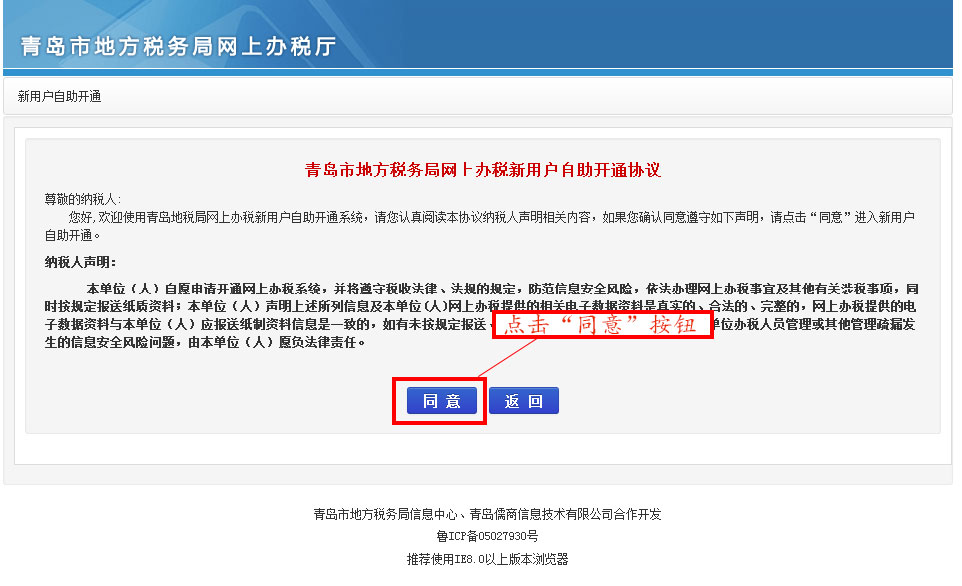 青岛市地方税务局网上办税厅
新用户自助开通
青岛市地方税务局网上办税新用户自助开通协议
尊敬的纳税人:
您好,欢迎使用青岛地税局网上办税新用户自助开通系统，请您认真阅读本协议纳税人声明相关内容，如果您确认同意遵守如下声明，请点击“同意”进入新用户
自助开通。
纳税人声明：
本单位（人）自愿申请开通网上办税系统，并将遵守税收法律、法规的规定，防范信息安全风险，依法办理网上办税事宜及其他有关涉税事项，同
时按规定报送纸质资料；本单位（人）声明上述所列信息及本单位(人)网上办税提供的相关电子数据资料是真实的、合法的、完整的，网上办税提供的电
子数据资料与本单位（人）应报送纸制资料信息是一致的，如有未按规定报送、
点击“同意”按钮
单位办税人员管理或其他管理疏漏发
生的信息安全风险问题，由本单位（人）愿负法律责任。
同 意 返 回
青岛市地方税务局信息中心、青岛儒商信息技术有限公司合作开发
鲁ICP备05027930号
推荐使用IE8.0以上版本浏览器